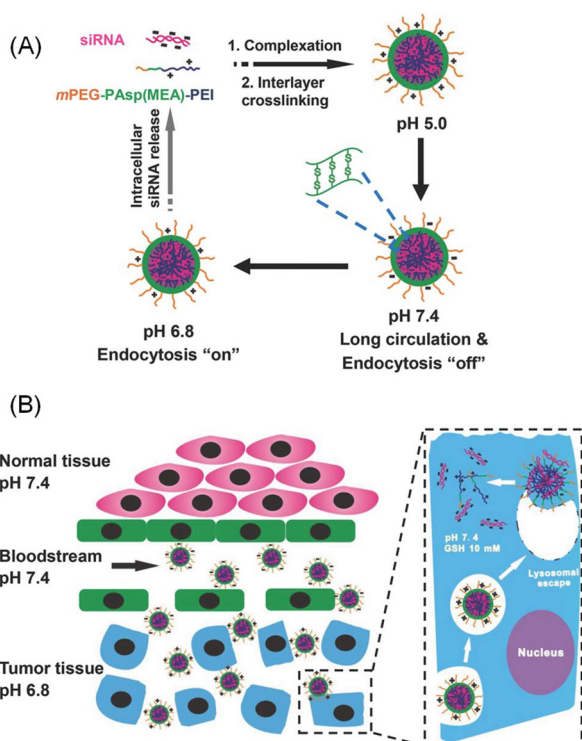 (A)
siRNA
mPEG-PAsp(MEA)-PEI
1. Complexation
2. Interlayer
crosslinking
pH 5.0
S S S S
S S S S
pH 7.4
Long circulation &
Endocytosis “off”
pH 6.8
Endocytosis “on”
Intracellular
siRNA release
(B)
Normal tissue
pH 7.4
Bloodstream
pH 7.4
Tumor tissue
pH 6.8
pH 7. 4
GSH 10 mM
Lysosomal
escape
Nucleus